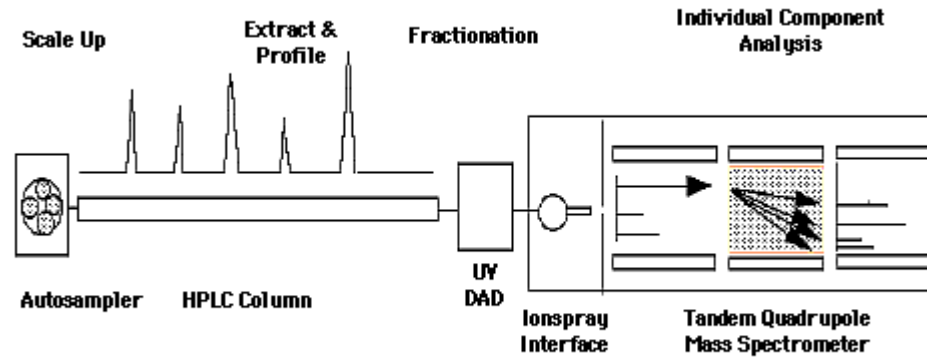 Scale Up
Extract &
Profile
Fractionation
Individual Component
Analysis
Autosampler
HPLC Column
UV
DAD
Ionspray
Interface
Tandem Quadrupole
Mass Spectrometer